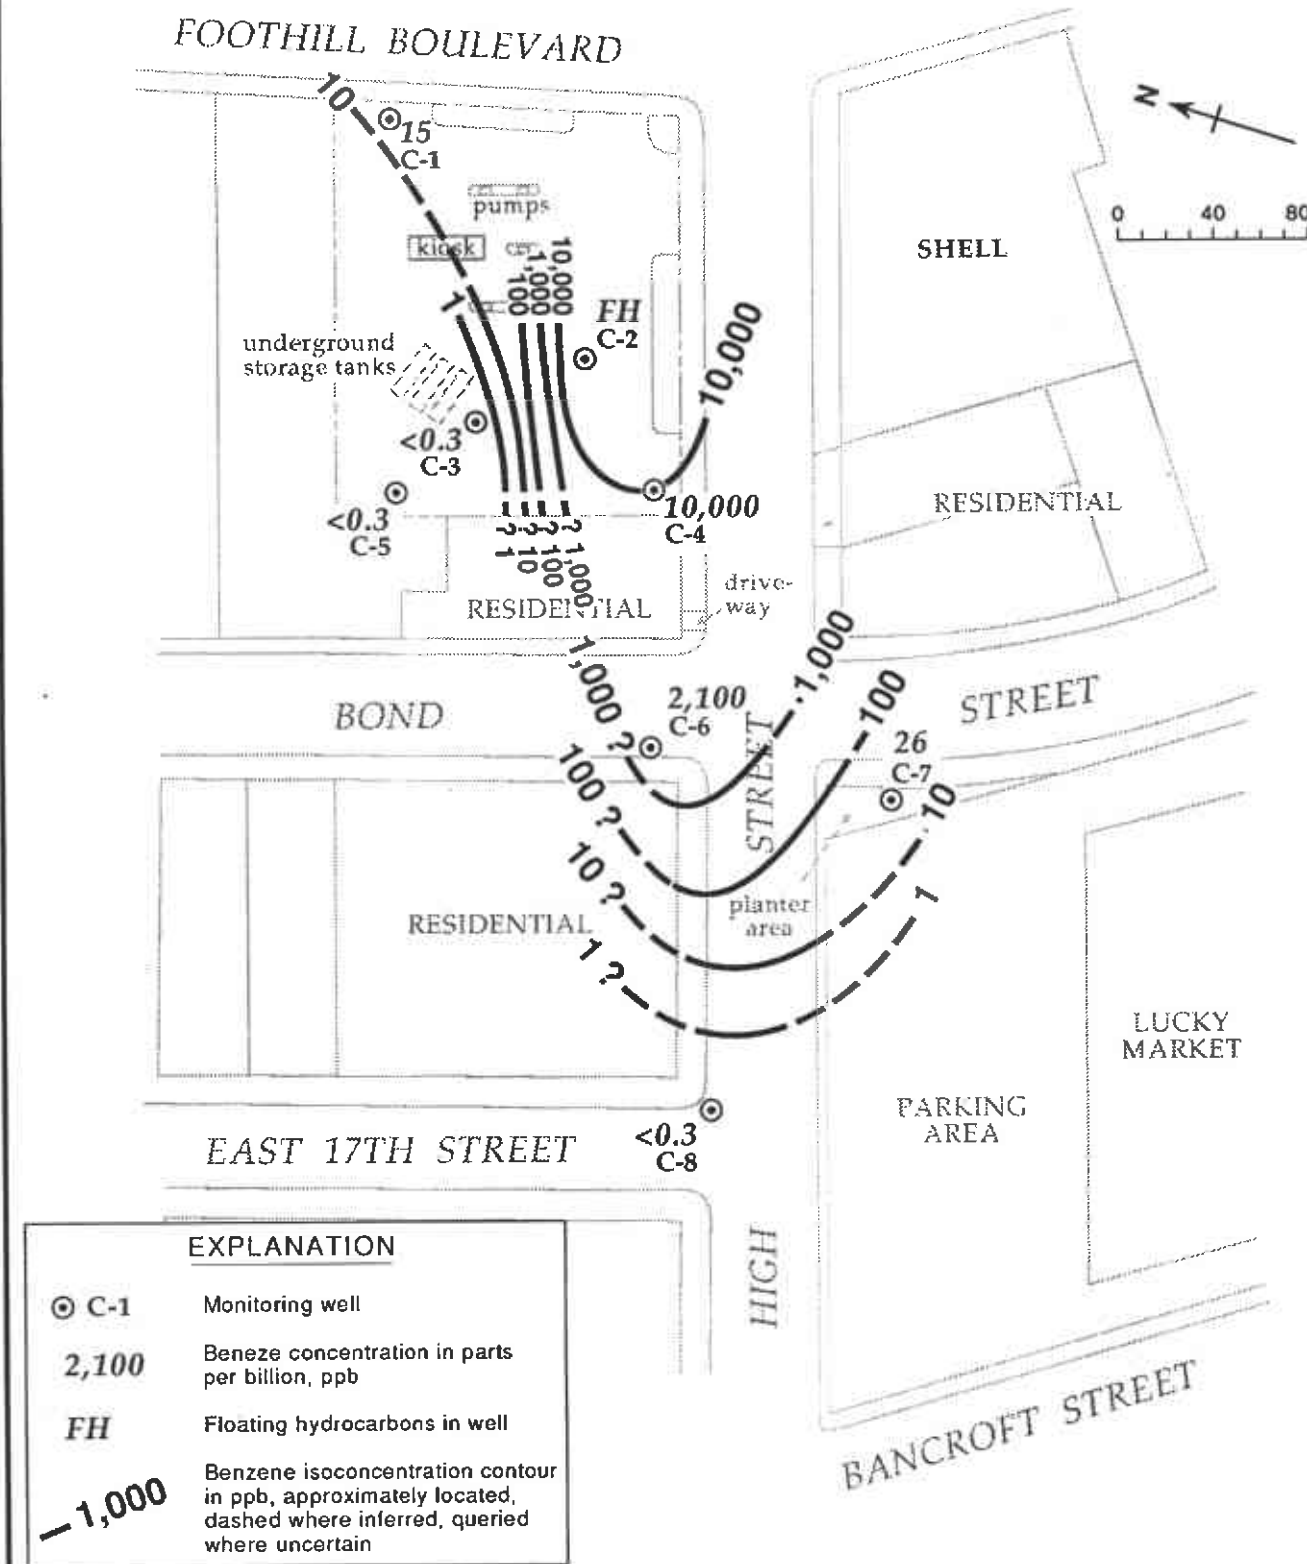 FOOTHILL BOULEVARD
N
10
15
C-1
pumps
0 40 80
kiosk
SHELL
1
100
1,000
10,000
FH
C-2
10,000
underground
storage tanks
<0.3
C-3
<0.3
C-5
10,000
C-4
RESIDENTIAL
? ? ? ?
1
10
100
1,000
RESIDENTIAL
drive-
way
1,000 ?
2,100
C-6
1,000
100
BOND
STREET
STREET
26
C-7
100 ?
10
10 ?
1
planter
area
RESIDENTIAL
1 ?
LUCKY
MARKET
PARKING
AREA
EAST 17TH STREET
<0.3
C-8
HIGH
BANCROFT STREET
EXPLANATION
C-1 Monitoring well
2,100 Beneze concentration in parts
per billion, ppb
FH Floating hydrocarbons in well
1,000 Benzene isoconcentration contour
in ppb, approximately located,
dashed where inferred, queried
where uncertain